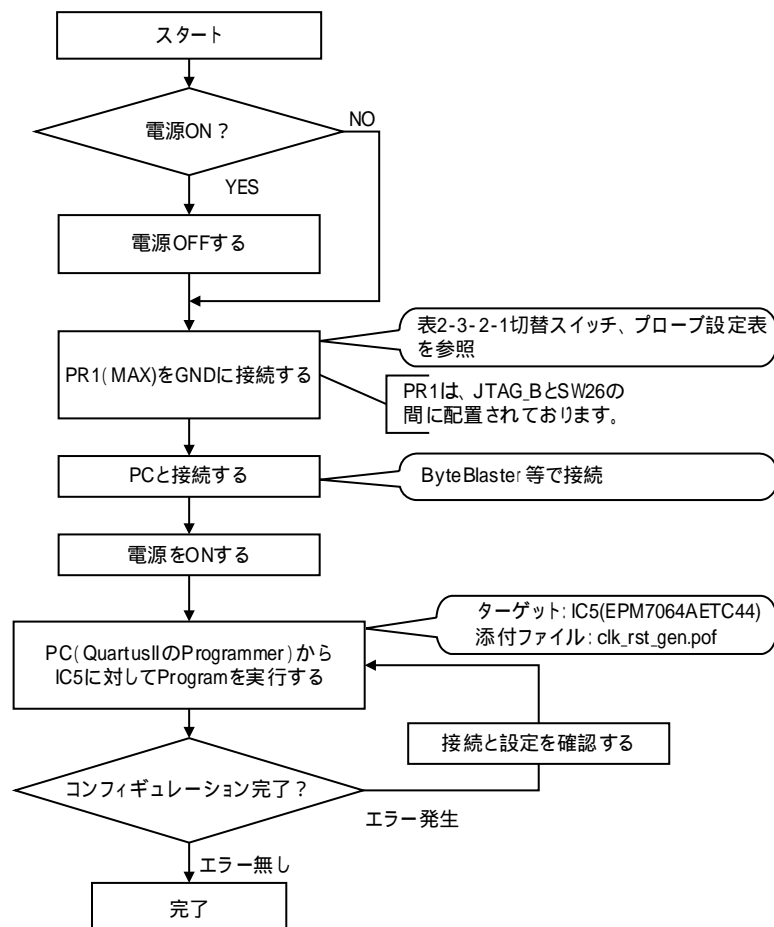 スタート
電源ON？
NO
YES
電源OFFする
表2-3-2-1切替スイッチ、プローブ設定表
を参照
PR1(MAX)をGNDに接続する
PR1は、JTAG_BとSW26の
間に配置されております。
PCと接続する
ByteBlaster等で接続
電源をONする
ターゲット: IC5(EPM7064AETC44)
添付ファイル: clk_rst_gen.pof
PC(QuartusIIのProgrammer)から
IC5に対してProgramを実行する
接続と設定を確認する
コンフィギュレーション完了？
エラー発生
エラー無し
完了